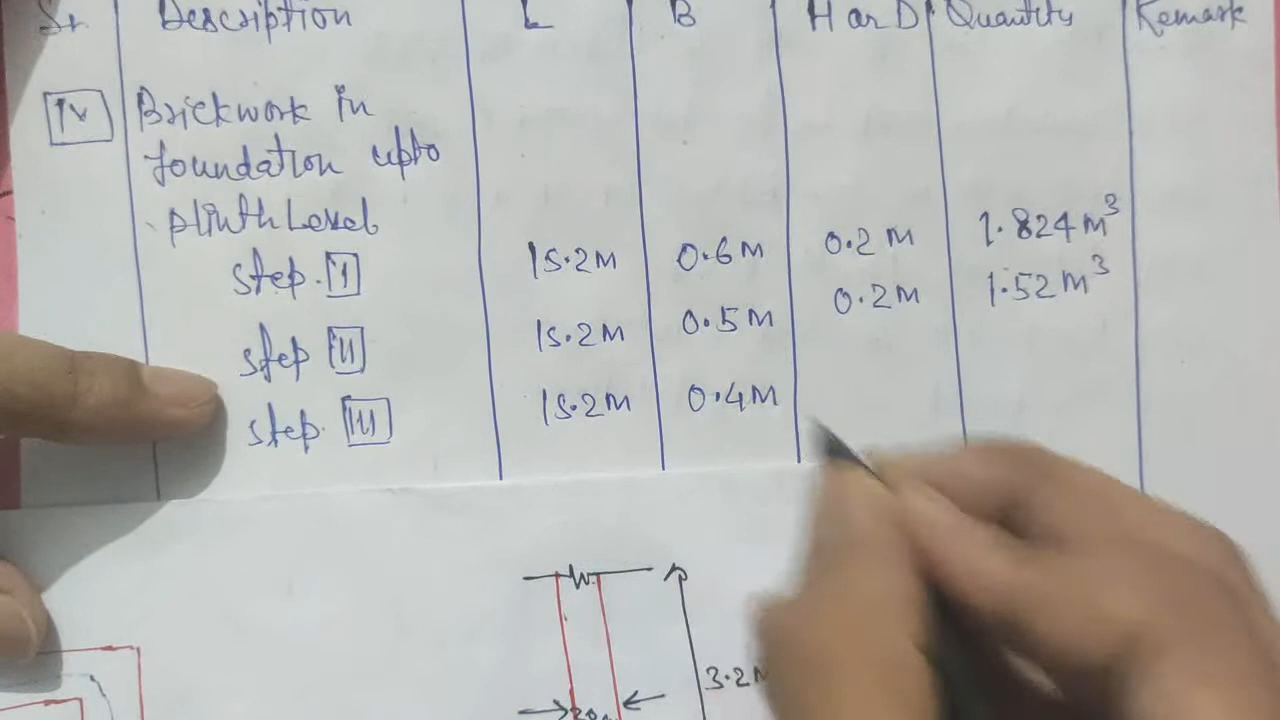 Sr Description L B H or D Quantity Remark
IV Brickwork in
foundation upto
plinth Level
step. I 15.2M 0.6M 0.2M 1.824M³
step II 15.2M 0.5M 0.2M 1.52M³
step. III 15.2M 0.4M
3.2M